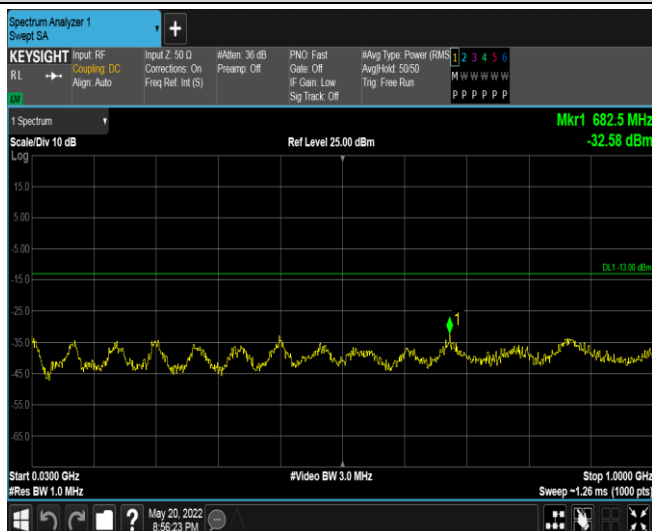 Spectrum Analyzer 1
Swept SA
+
KEYSIGHT
RL
Input: RF
Coupling: DC
Align: Auto
Input Z: 50 Ω
Corrections: On
Freq Ref: Int (S)
#Atten: 36 dB
Preamp: Off
PNO: Fast
Gate: Off
IF Gain: Low
Sig Track: Off
#Avg Type: Power (RMS
Avg|Hold: 50/50
Trig: Free Run
1 2 3 4 5 6
M W W W W W
P P P P P P
1 Spectrum
Scale/Div 10 dB
Log
Ref Level 25.00 dBm
Mkr1 682.5 MHz
-32.58 dBm
15.0
5.00
-5.00
-15.0
-25.0
-35.0
-45.0
-55.0
-65.0
DL1 -13.00 dBm
1
Start 0.0300 GHz
#Res BW 1.0 MHz
#Video BW 3.0 MHz
Stop 1.0000 GHz
Sweep ~1.26 ms (1000 pts)
?
May 20, 2022
8:56:23 PM